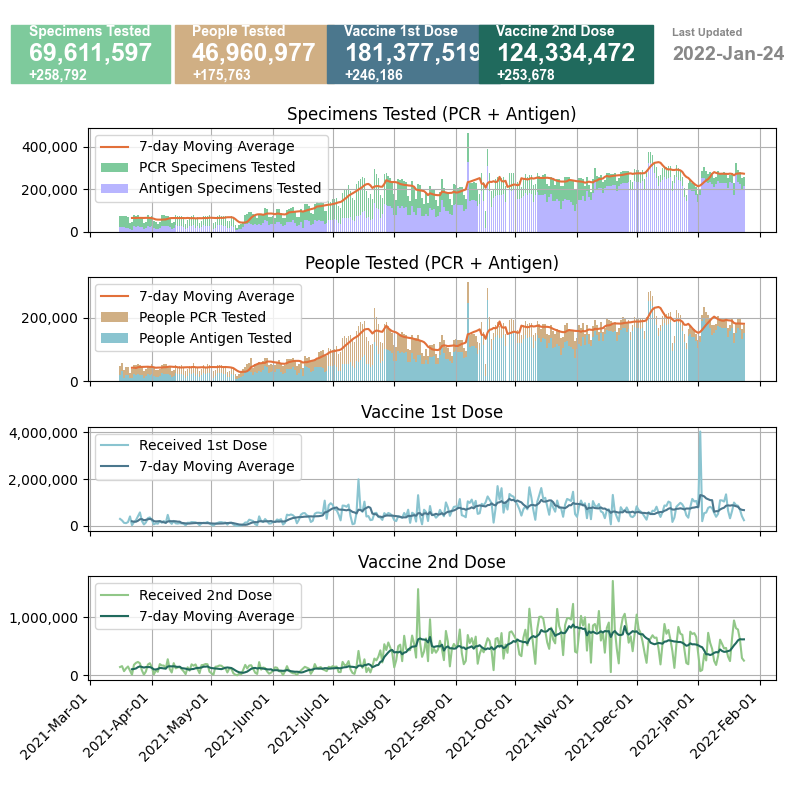 Specimens Tested
69,611,597
+258,792
People Tested
46,960,977
+175,763
Vaccine 1st Dose
181,377,519
+246,186
Vaccine 2nd Dose
124,334,472
+253,678
Last Updated
2022-Jan-24
Specimens Tested (PCR + Antigen)
400,000
200,000
0
7-day Moving Average
PCR Specimens Tested
Antigen Specimens Tested
People Tested (PCR + Antigen)
200,000
0
7-day Moving Average
People PCR Tested
People Antigen Tested
Vaccine 1st Dose
4,000,000
2,000,000
0
Received 1st Dose
7-day Moving Average
Vaccine 2nd Dose
1,000,000
0
Received 2nd Dose
7-day Moving Average
2021-Mar-01
2021-Apr-01
2021-May-01
2021-Jun-01
2021-Jul-01
2021-Aug-01
2021-Sep-01
2021-Oct-01
2021-Nov-01
2021-Dec-01
2022-Jan-01
2022-Feb-01